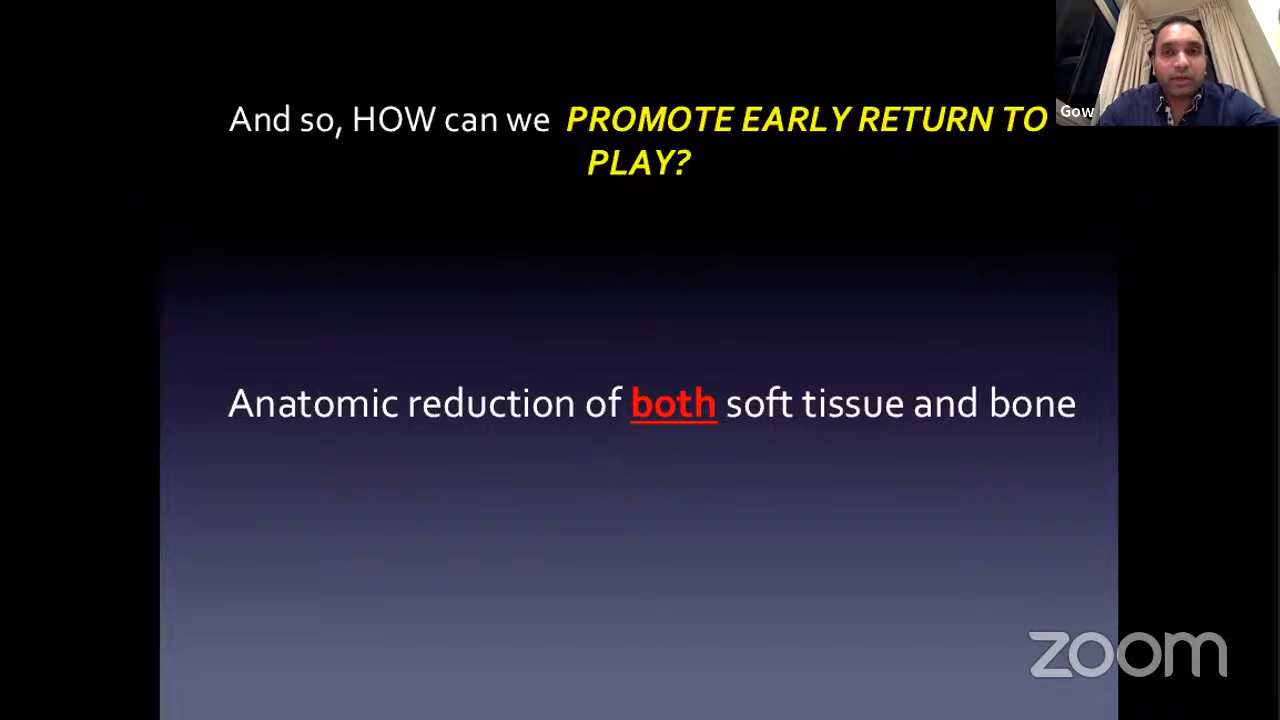 And so, HOW can we PROMOTE EARLY RETURN TO
PLAY?
Gow
Anatomic reduction of both soft tissue and bone
zoom